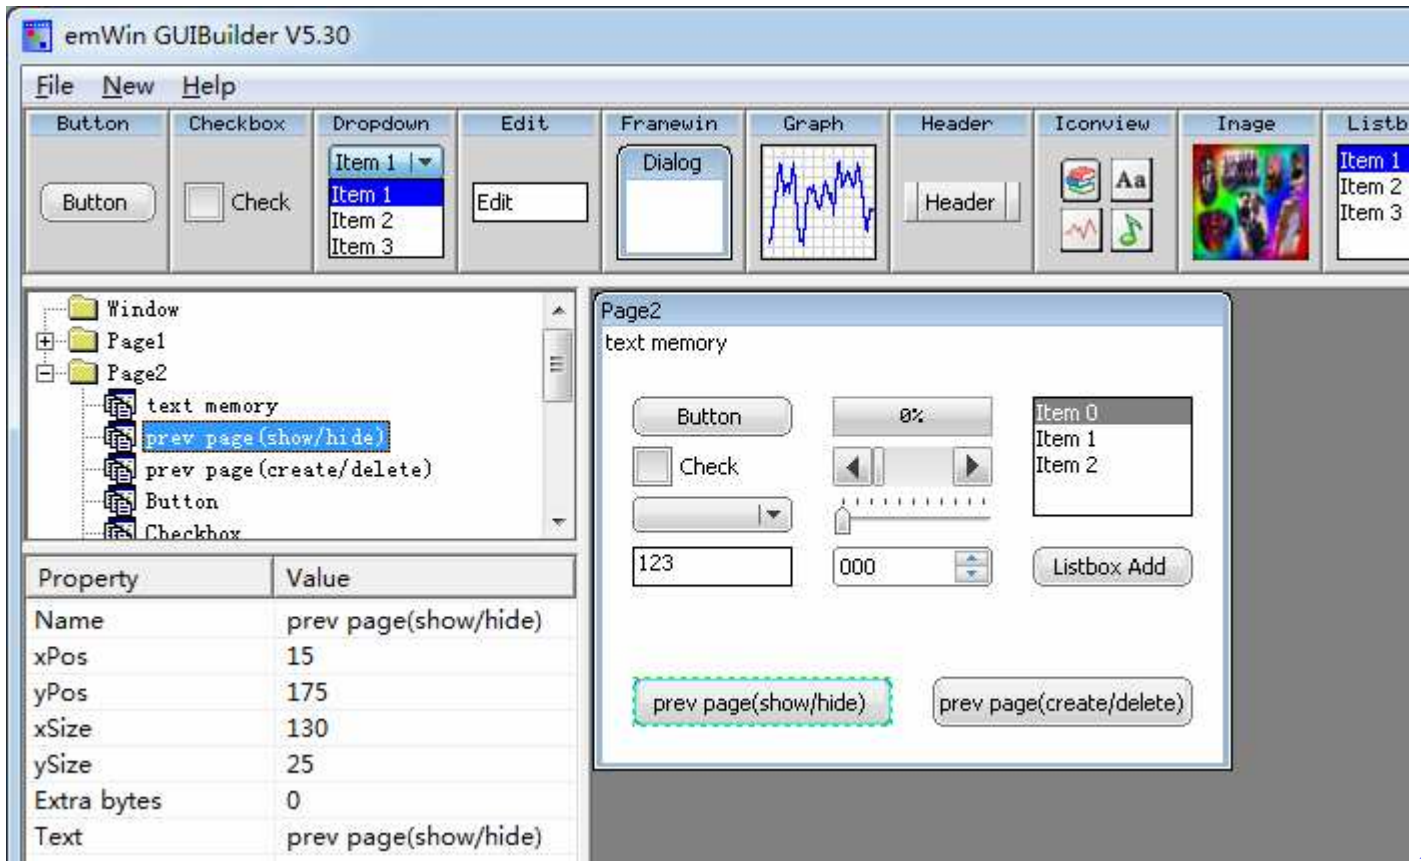 emWin GUIBuilder V5.30
File New Help
Button Checkbox Dropdown Edit Framewin Graph Header Iconview Image Listb
Item 1 Dialog Item 1
Button Check Item 1 Edit Header Aa Item 2
Item 2 Item 3
Item 3
Window
Page1
Page2
text memory
prev page(show/hide)
prev page(create/delete)
Button
Checkbox
Property Value
Name prev page(show/hide)
xPos 15
yPos 175
xSize 130
ySize 25
Extra bytes 0
Text prev page(show/hide)
Page2
text memory
Button 0% Item 0
Check Item 1
Item 2
123 000 Listbox Add
prev page(show/hide) prev page(create/delete)